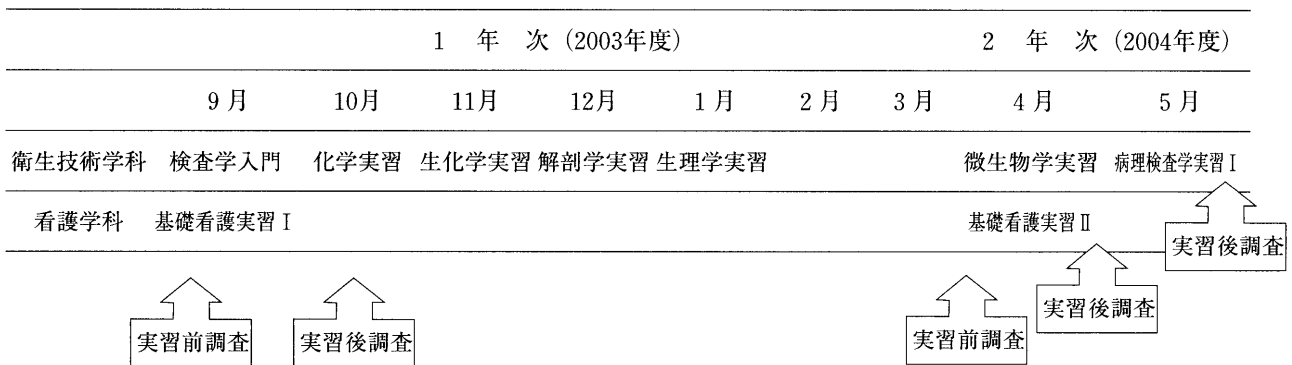 1 年 次 (2003年度) 2 年 次 (2004年度)
9月 10月 11月 12月 1月 2月 3月 4月 5月
衛生技術学科 検査学入門 化学実習 生化学実習 解剖学実習 生理学実習 微生物学実習 病理検査学実習Ⅰ
看護学科 基礎看護実習Ⅰ 基礎看護実習Ⅱ
実習後調査
実習後調査
実習前調査 実習後調査 実習前調査